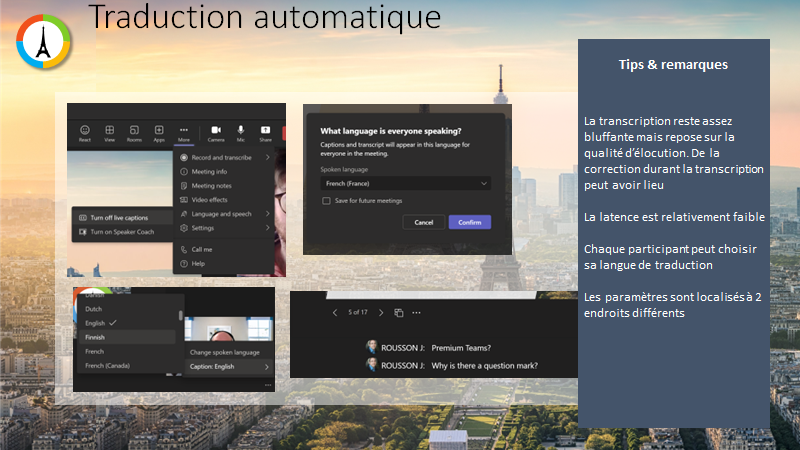 Traduction automatique
React View Rooms Apps More Camera Mic Share
Record and transcribe
Meeting info
Meeting notes
Video effects
Language and speech
Settings
Call me
Help
Turn off live captions
Turn on Speaker Coach
What language is everyone speaking?
Captions and transcript will appear in this language for
everyone in the meeting.
Spoken language
French (France)
Save for future meetings
Cancel Confirm
Danish
Dutch
English
Finnish
French
French (Canada)
Change spoken language
Caption: English
5 of 17
ROUSSON J: Premium Teams?
ROUSSON J: Why is there a question mark?
Tips & remarques
La transcription reste assez
bluffante mais repose sur la
qualité d'élocution. De la
correction durant la transcription
peut avoir lieu
La latence est relativement faible
Chaque participant peut choisir
sa langue de traduction
Les paramètres sont localisés à 2
endroits différents